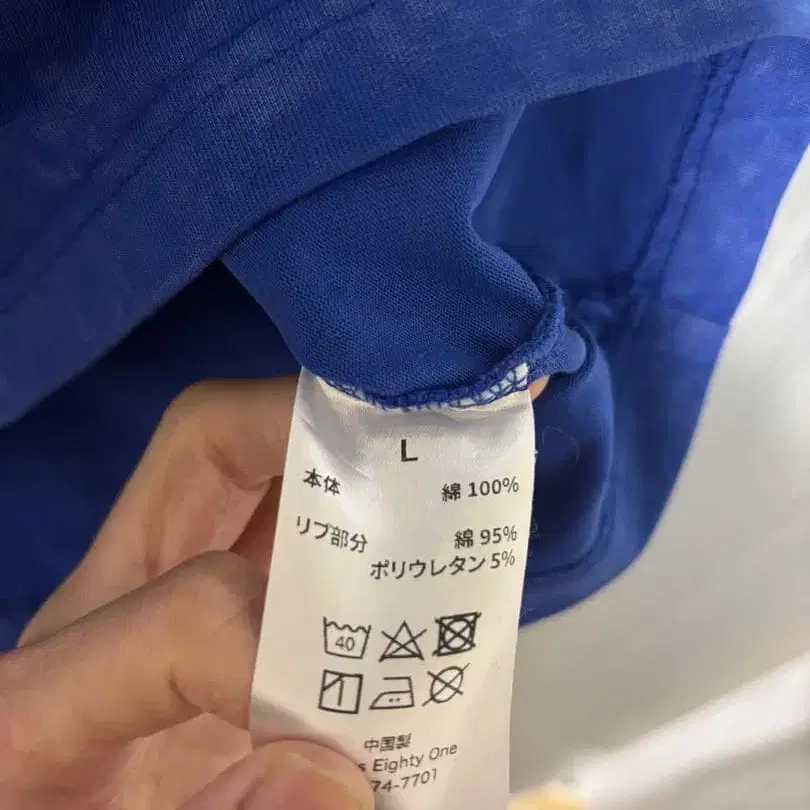 L
本体 綿 100%
リブ部分 綿 95%
ポリウレタン 5%
40
中国製
Eighty One
74-7701